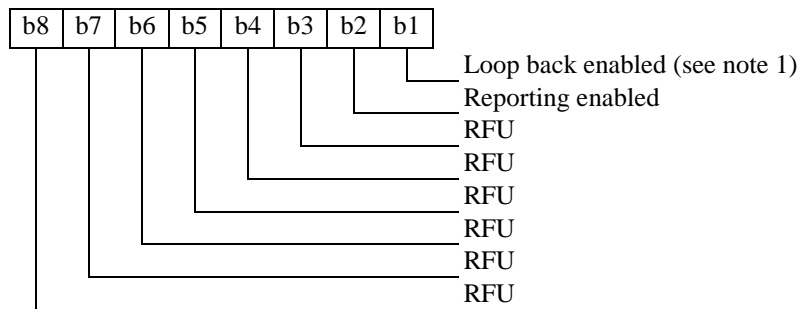 b8 b7 b6 b5 b4 b3 b2 b1
Loop back enabled (see note 1)
Reporting enabled
RFU
RFU
RFU
RFU
RFU
RFU